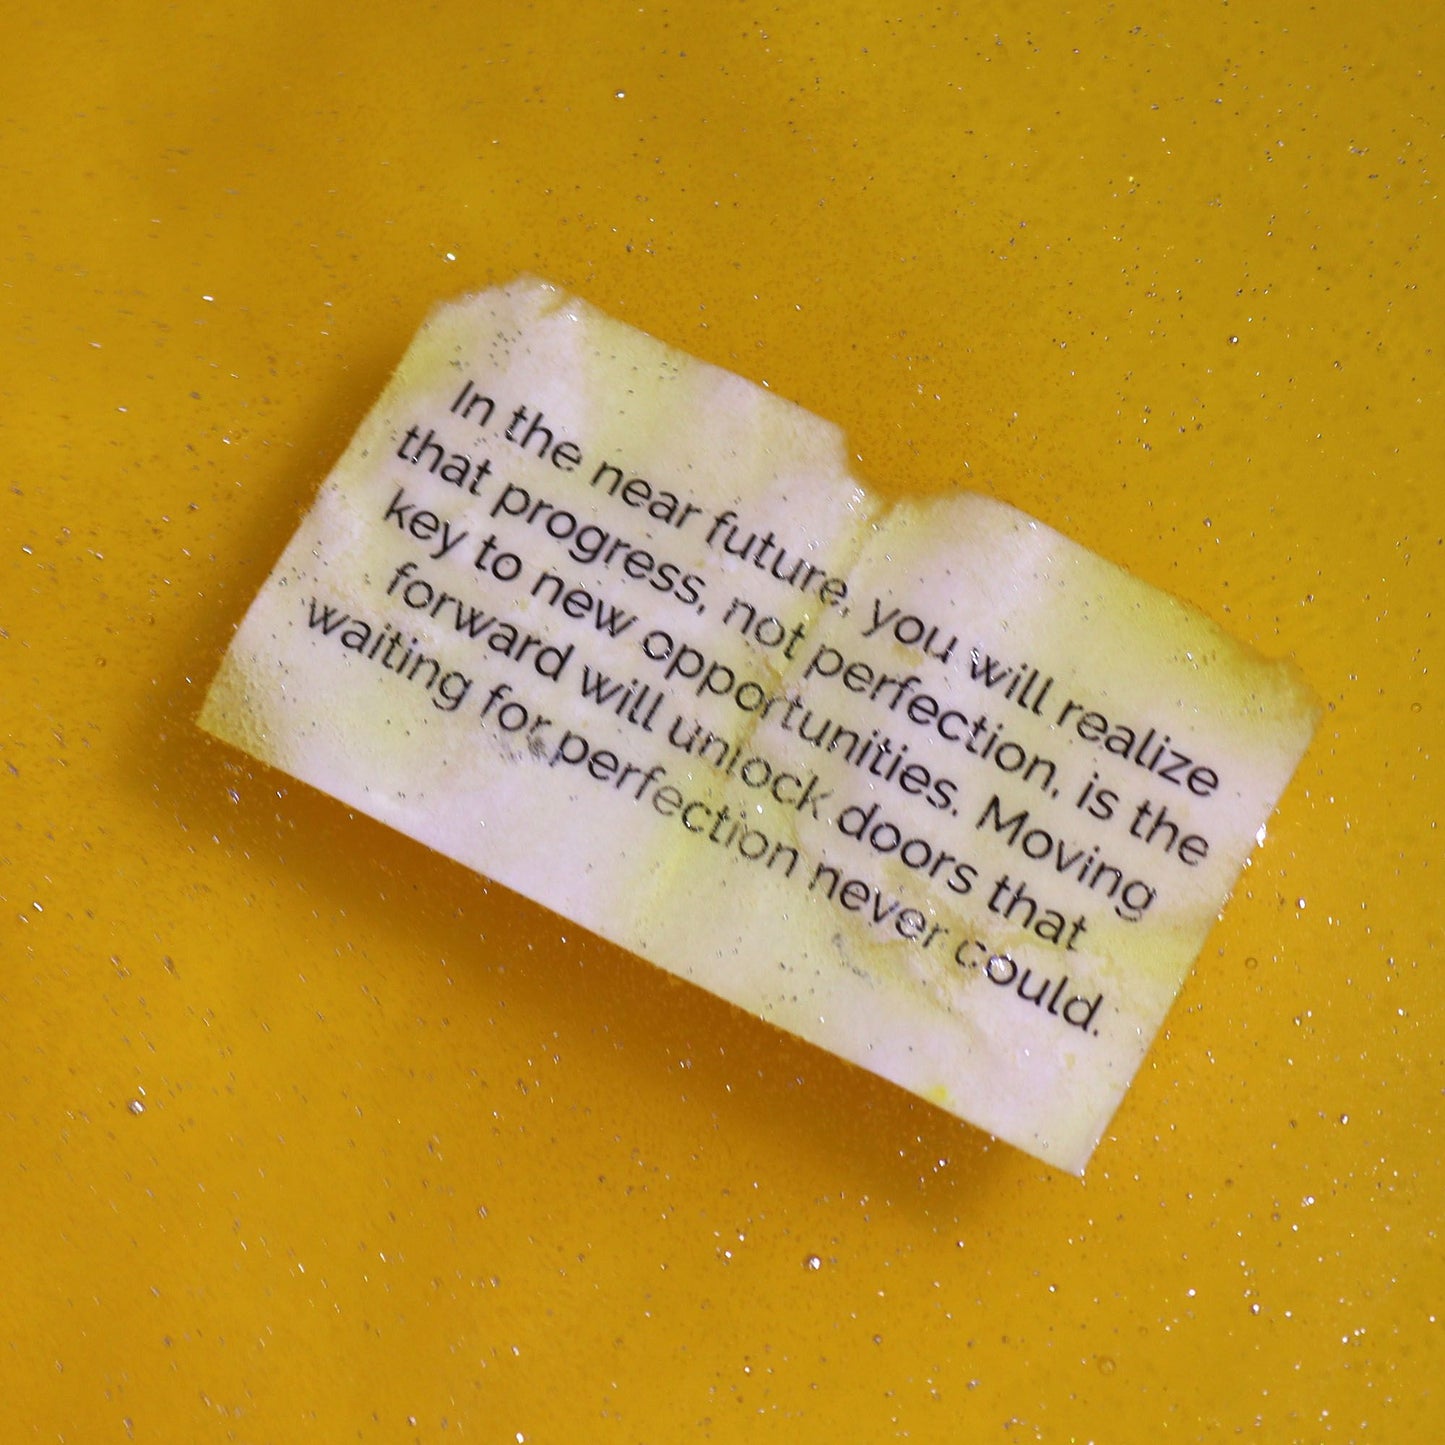 In the near future, you will realize
that progress, not perfection, is the
key to new opportunities. Moving
forward will unlock doors that
waiting for perfection never could.